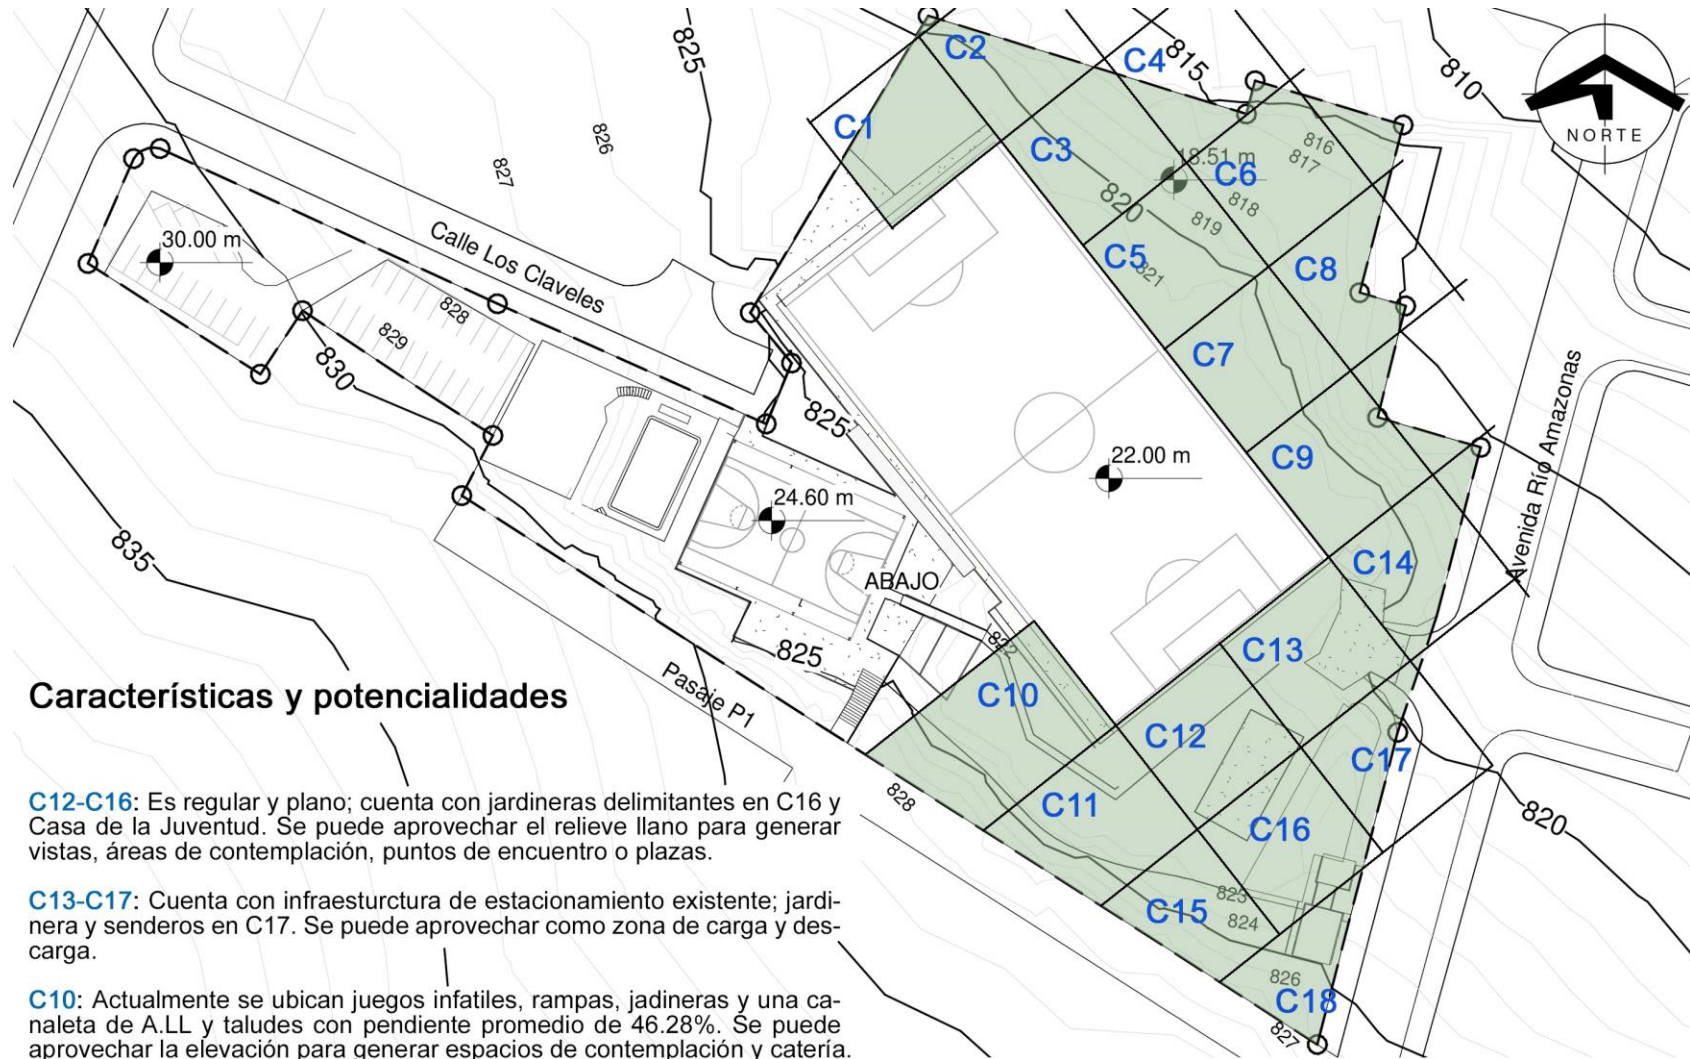 825
C2
C4
815
810
NORTE
C1
826
827
C3
18.51 m
C6
816
817
820
818
819
Calle Los Claveles
30.00 m
C5
821
C8
828
829
830
C7
825
Avenida Río Amazonas
C9
22.00 m
24.60 m
835
ABAJO
C14
825
822
C13
Pasaje P1
C10
C12
C17
Características y potencialidades
828
C11
C16
820
C12-C16: Es regular y plano; cuenta con jardineras delimitantes en C16 y
Casa de la Juventud. Se puede aprovechar el relieve llano para generar
vistas, áreas de contemplación, puntos de encuentro o plazas.
C13-C17: Cuenta con infraesturctura de estacionamiento existente; jardi-
nera y senderos en C17. Se puede aprovechar como zona de carga y des-
carga.
C10: Actualmente se ubican juegos infatiles, rampas, jadineras y una ca-
naleta de A.LL y taludes con pendiente promedio de 46.28%. Se puede
aprovechar la elevación para generar espacios de contemplación y catería.
823
C15
824
826
C18
827